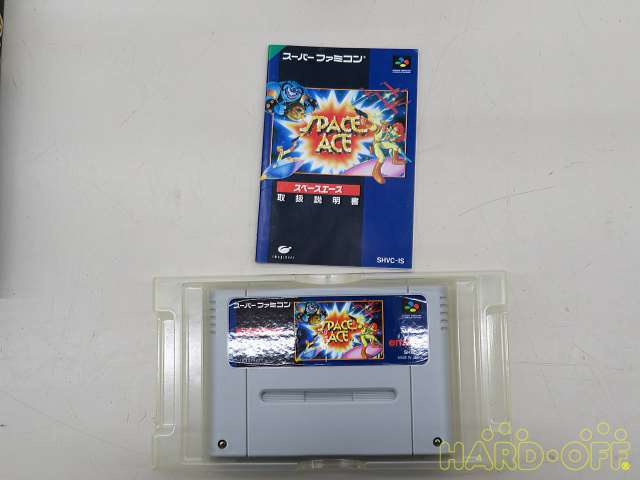 スーパーファミコン
SPACE
ACE
スペースエース
取扱説明書
imagineer
SHVC-IS
スーパーファミコン
SPACE
ACE
HARD-OFF